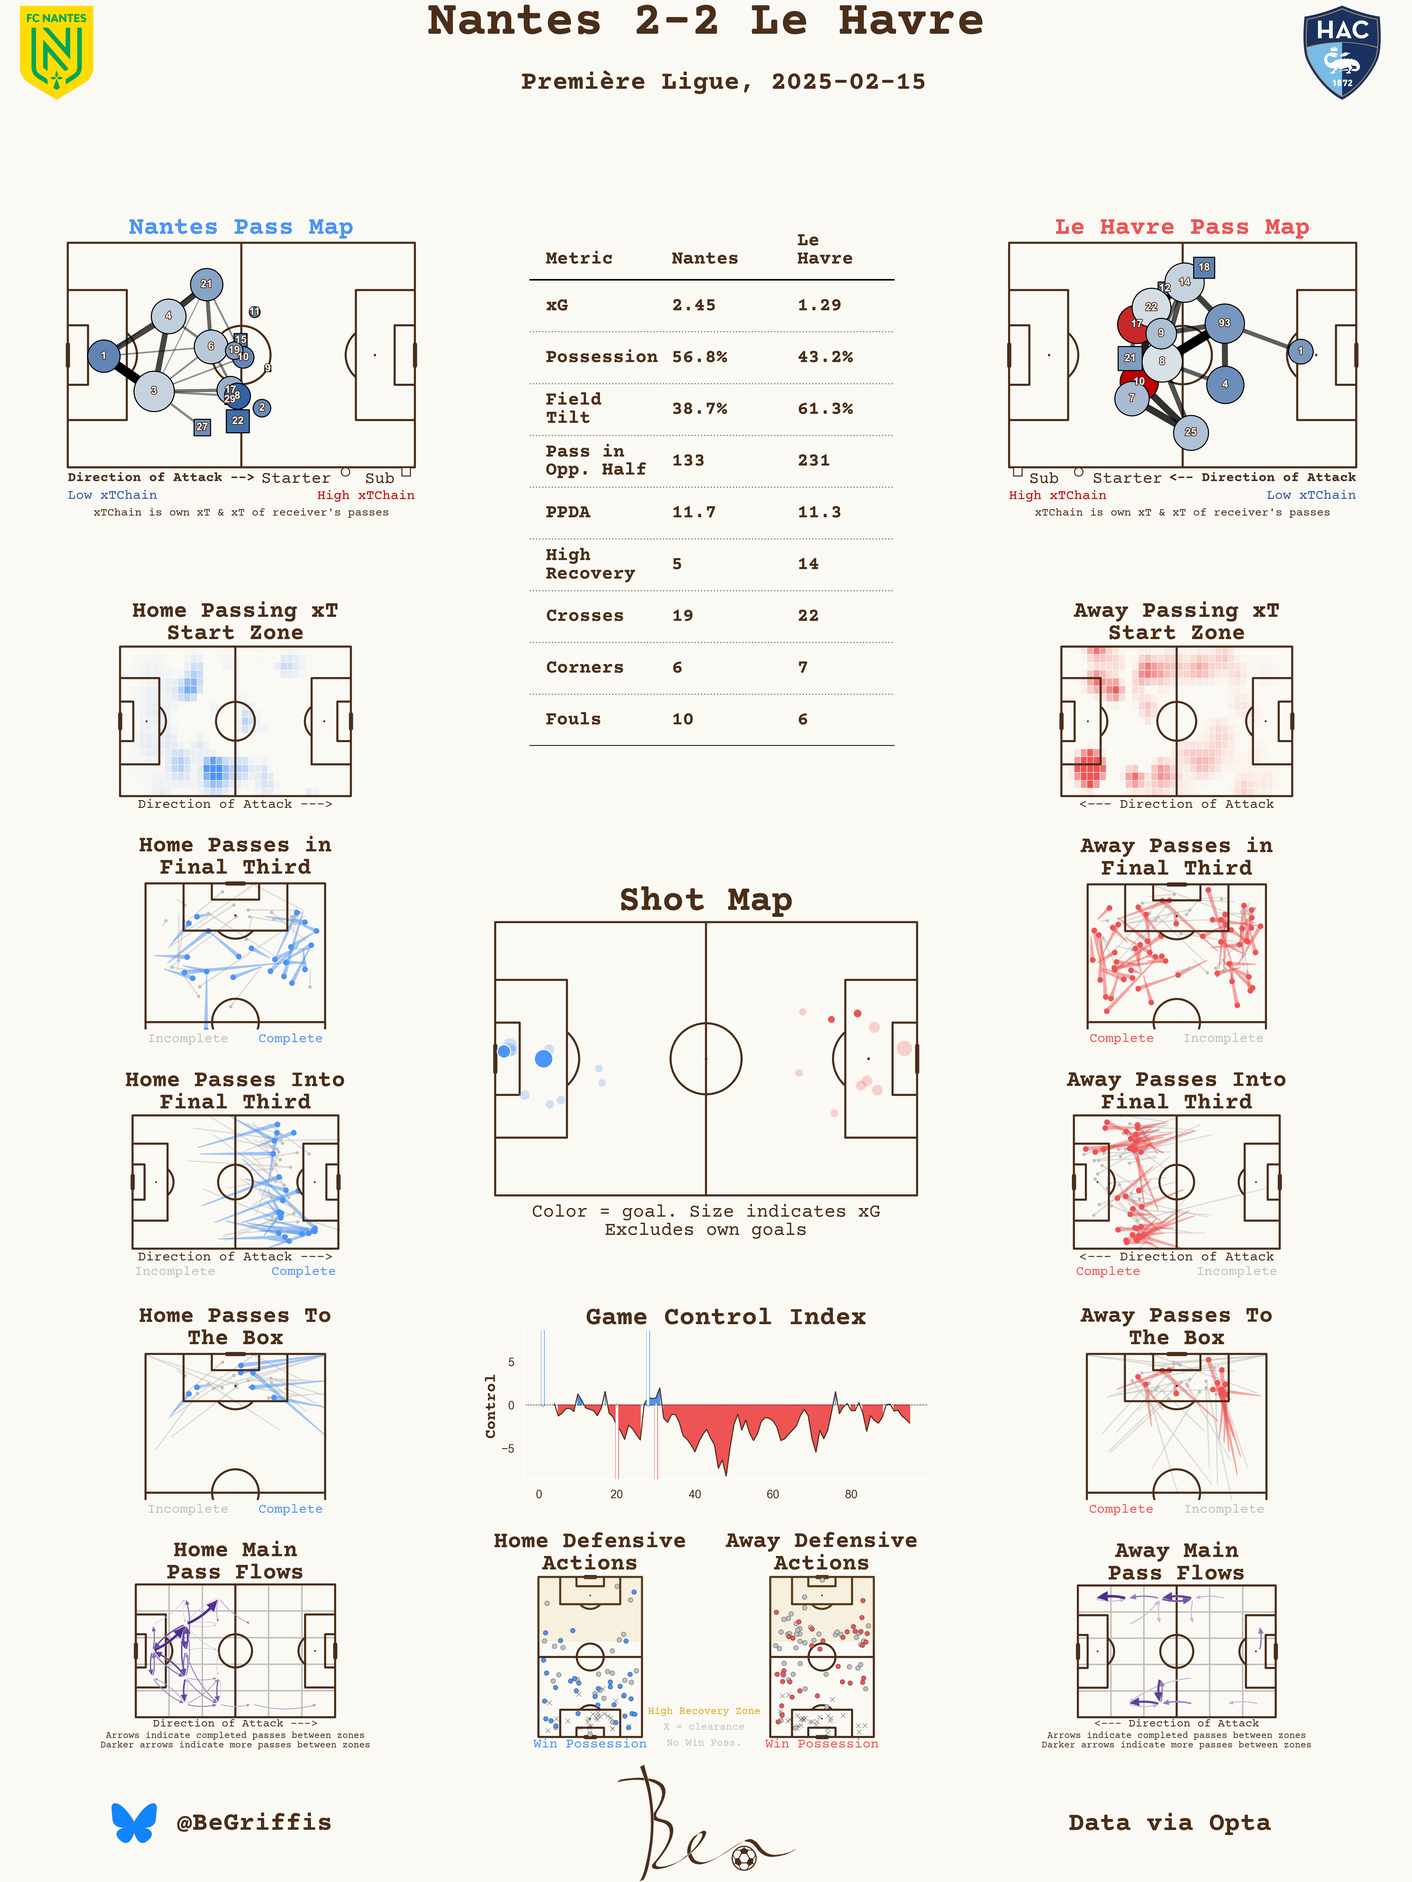 Nantes 2-2 Le Havre
Première Ligue, 2025-02-15
FC NANTES
N
HAC
1872
Nantes Pass Map
21
11
4
15
6
19
10
1
9
3
17
8
29
2
22
27
Direction of Attack --> Starter Sub
Low xTChain High xTChain
xTChain is own xT & xT of receiver's passes
Metric Nantes Le Havre
xG 2.45 1.29
Possession 56.8% 43.2%
Field Tilt 38.7% 61.3%
Pass in Opp. Half 133 231
PPDA 11.7 11.3
High Recovery 5 14
Crosses 19 22
Corners 6 7
Fouls 10 6
Le Havre Pass Map
18
12
14
22
17
93
9
1
21
8
10
4
7
25
Sub Starter <-- Direction of Attack
High xTChain Low xTChain
xTChain is own xT & xT of receiver's passes
Home Passing xT
Start Zone
Direction of Attack --->
Away Passing xT
Start Zone
<--- Direction of Attack
Home Passes in
Final Third
Incomplete Complete
Away Passes in
Final Third
Complete Incomplete
Shot Map
Color = goal. Size indicates xG
Excludes own goals
Home Passes Into
Final Third
Direction of Attack --->
Incomplete Complete
Away Passes Into
Final Third
<--- Direction of Attack
Complete Incomplete
Home Passes To
The Box
Incomplete Complete
Game Control Index
Control
5
0
−5
0 20 40 60 80
Away Passes To
The Box
Complete Incomplete
Home Main
Pass Flows
Direction of Attack --->
Arrows indicate completed passes between zones
Darker arrows indicate more passes between zones
Home Defensive
Actions
Win Possession
High Recovery Zone
X = clearance
No Win Poss.
Away Defensive
Actions
Win Possession
Away Main
Pass Flows
<--- Direction of Attack
Arrows indicate completed passes between zones
Darker arrows indicate more passes between zones
@BeGriffis
Ben
Data via Opta